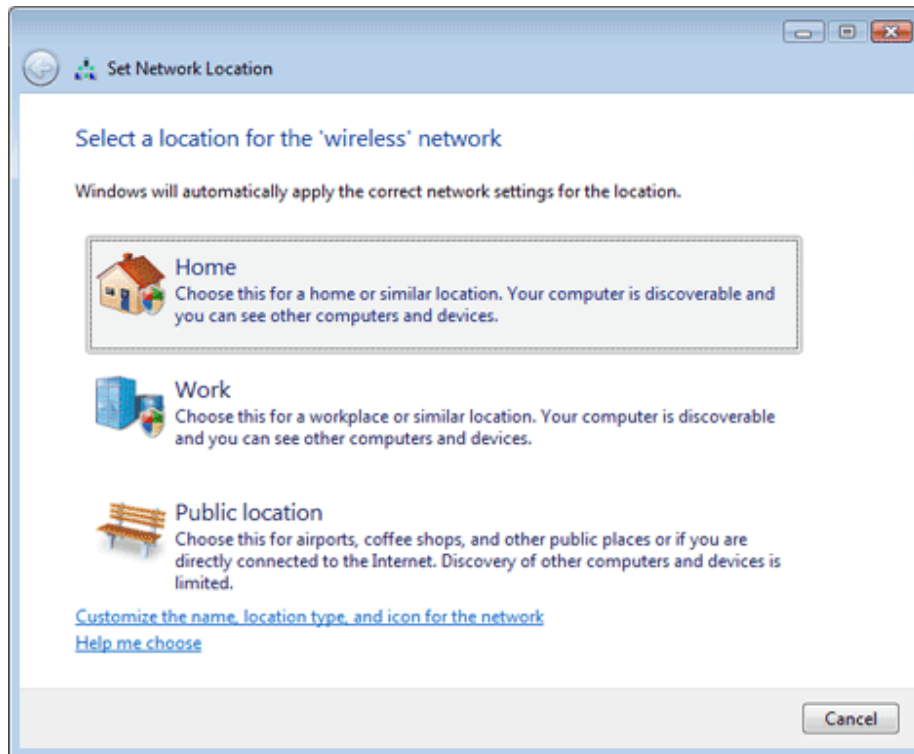 Set Network Location
Select a location for the 'wireless' network
Windows will automatically apply the correct network settings for the location.
Home
Choose this for a home or similar location. Your computer is discoverable and
you can see other computers and devices.
Work
Choose this for a workplace or similar location. Your computer is discoverable
and you can see other computers and devices.
Public location
Choose this for airports, coffee shops, and other public places or if you are
directly connected to the Internet. Discovery of other computers and devices is
limited.
Customize the name, location type, and icon for the network
Help me choose
Cancel